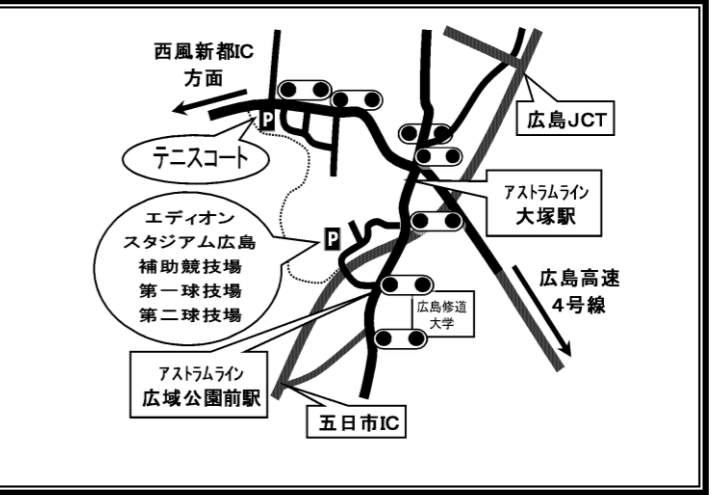 西風新都IC
方面
P
テニスコート
広島JCT
アストラムライン
大塚駅
エディオン
スタジアム広島
補助競技場
第一球技場
第二球技場
P
広島高速
4号線
広島修道
大学
アストラムライン
広域公園前駅
五日市IC